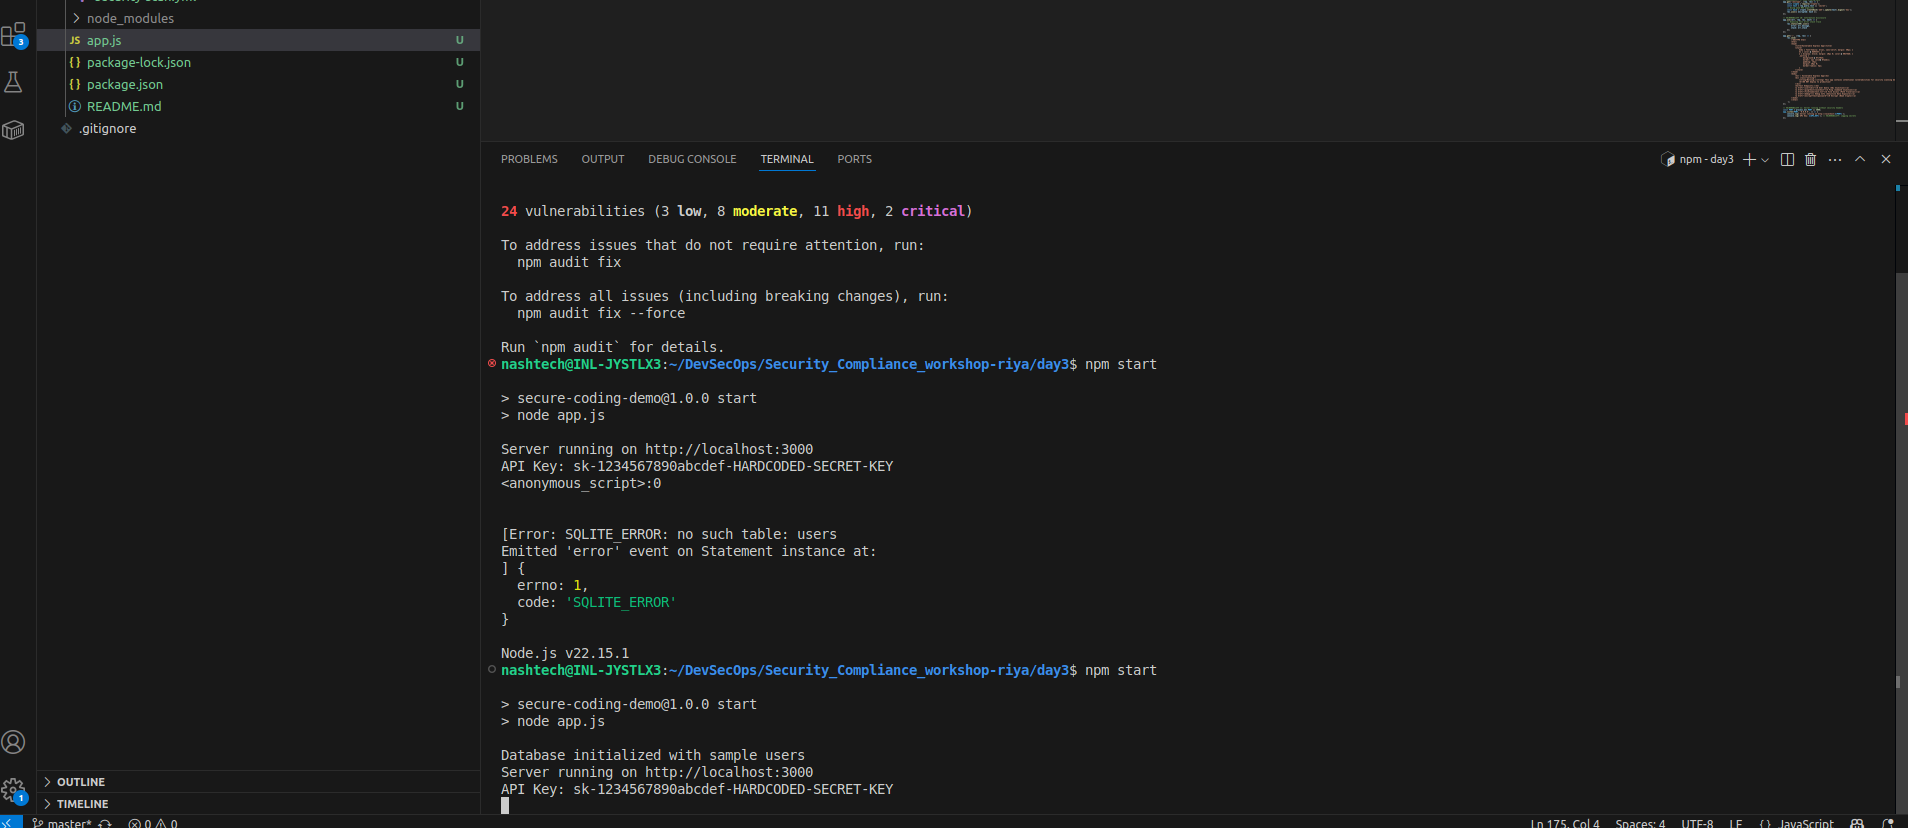 node_modules
JS app.js U
{} package-lock.json U
{} package.json U
README.md U
.gitignore
3
PROBLEMS OUTPUT DEBUG CONSOLE TERMINAL PORTS
npm - day3
24 vulnerabilities (3 low, 8 moderate, 11 high, 2 critical)
To address issues that do not require attention, run:
npm audit fix
To address all issues (including breaking changes), run:
npm audit fix --force
Run `npm audit` for details.
nashtech@INL-JYSTLX3:~/DevSecOps/Security_Compliance_workshop-riya/day3$ npm start
> secure-coding-demo@1.0.0 start
> node app.js
Server running on http://localhost:3000
API Key: sk-1234567890abcdef-HARDCODED-SECRET-KEY
<anonymous_script>:0
[Error: SQLITE_ERROR: no such table: users
Emitted 'error' event on Statement instance at:
] {
errno: 1,
code: 'SQLITE_ERROR'
}
Node.js v22.15.1
nashtech@INL-JYSTLX3:~/DevSecOps/Security_Compliance_workshop-riya/day3$ npm start
> secure-coding-demo@1.0.0 start
> node app.js
Database initialized with sample users
Server running on http://localhost:3000
API Key: sk-1234567890abcdef-HARDCODED-SECRET-KEY
1
OUTLINE
TIMELINE
master* 0 0
Ln 175, Col 4 Spaces: 4 UTF-8 LF {} JavaScript